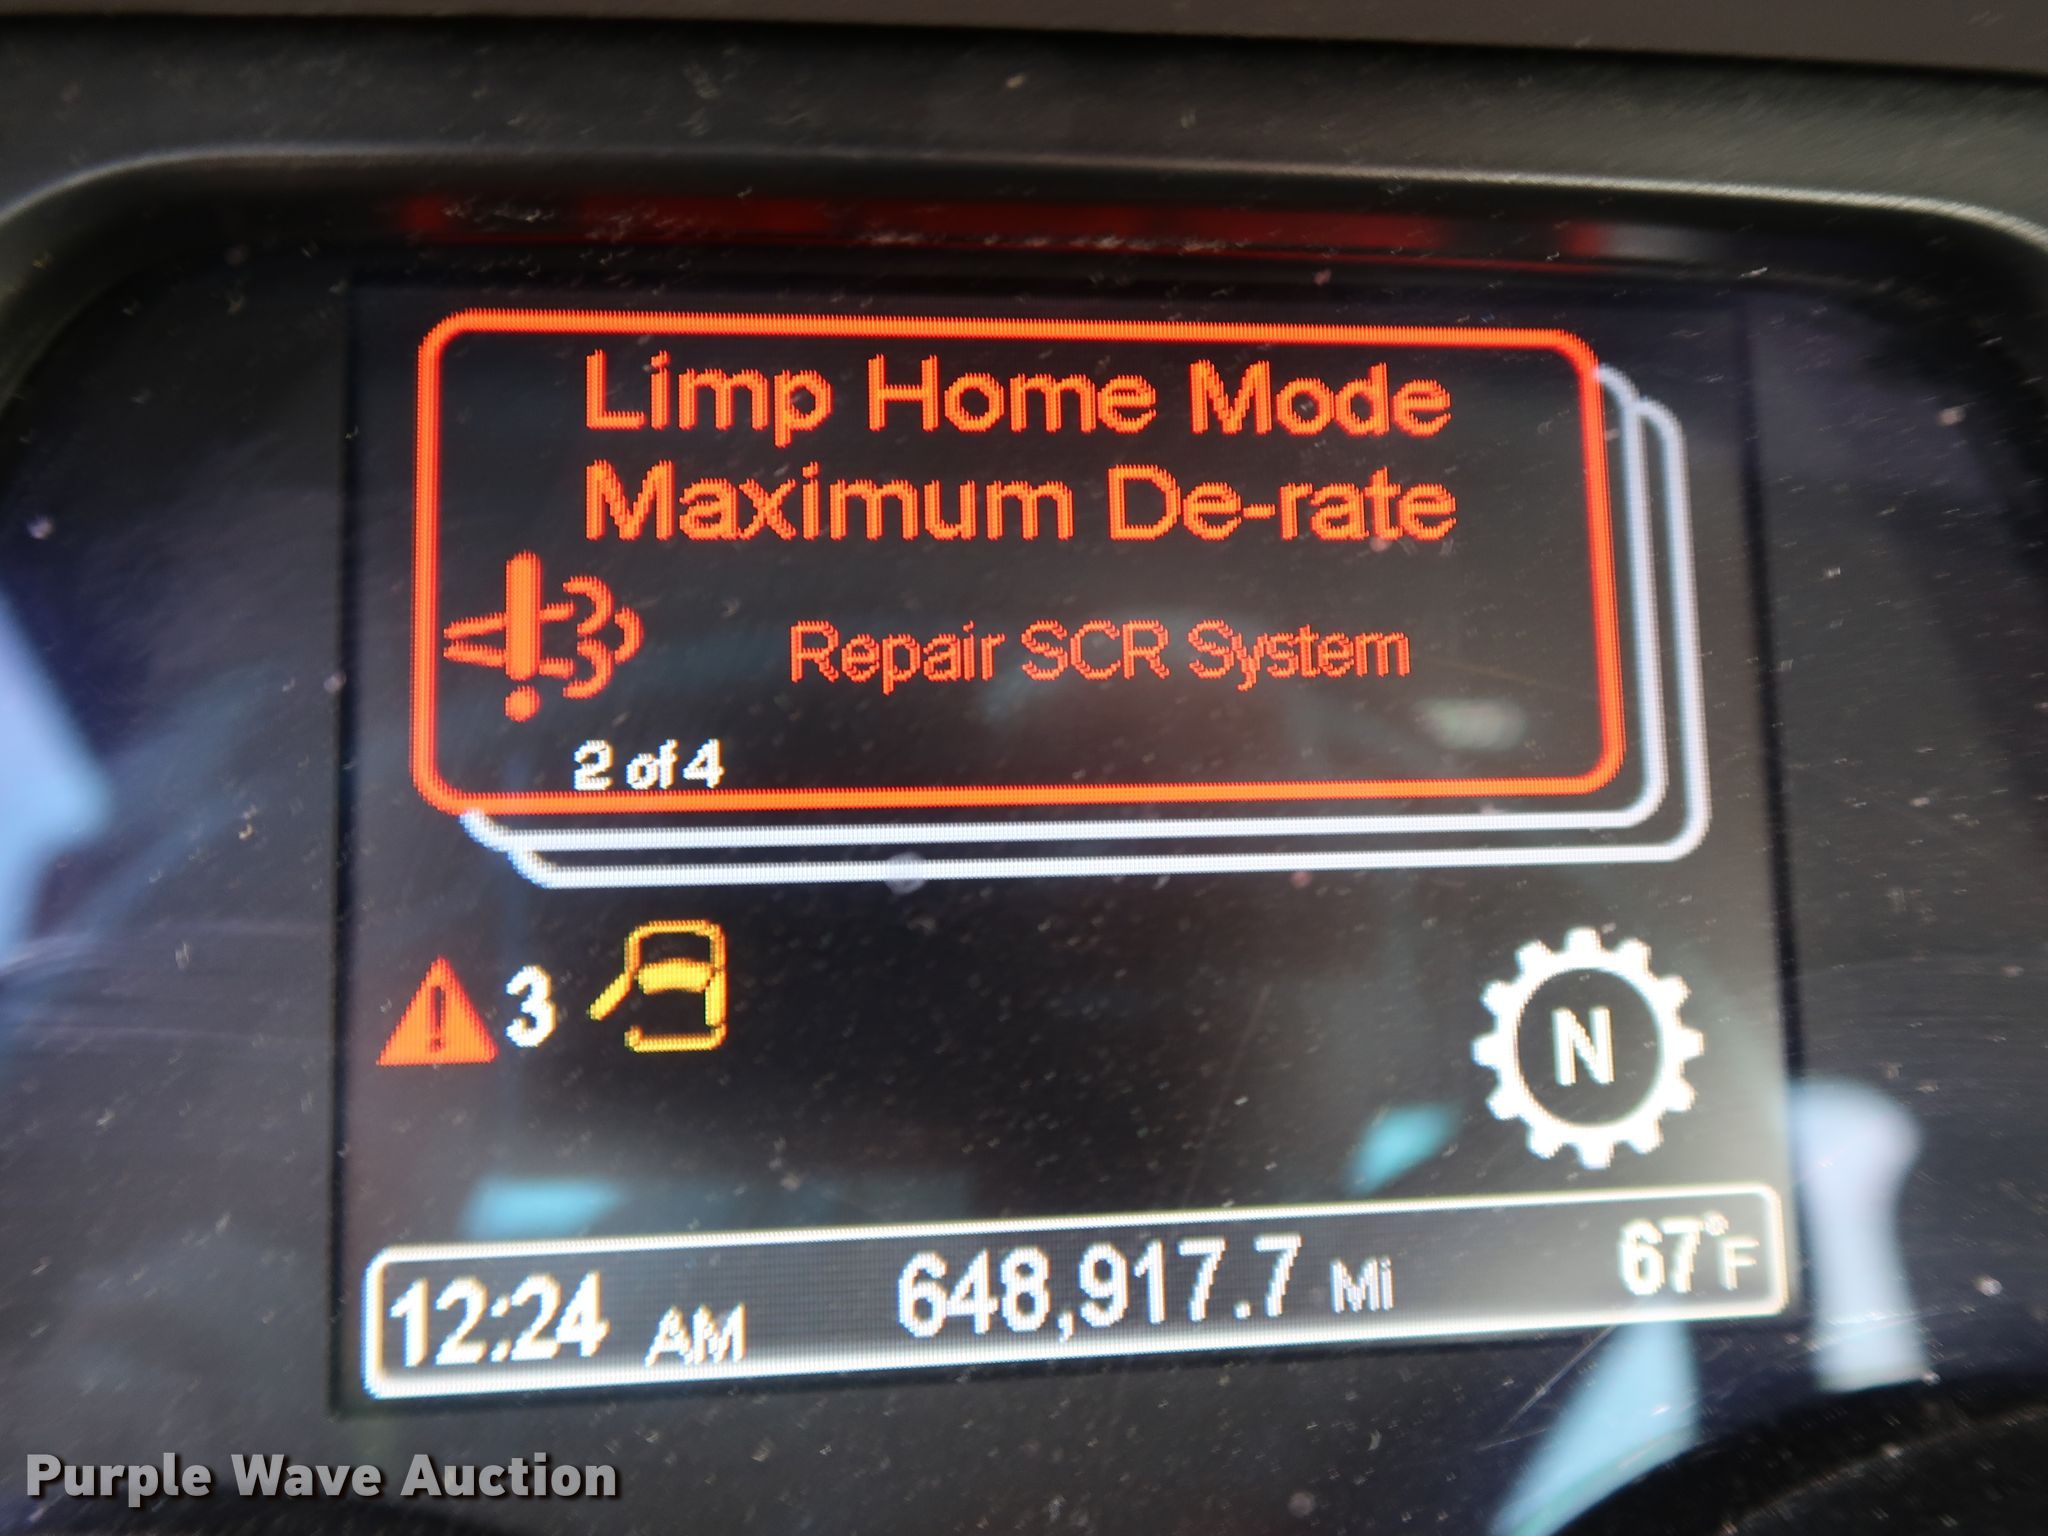 Limp Home Mode
Maximum De-rate
Repair SCR System
2 of 4
3
N
12:24 AM 648,917.7 Mi 67°F
Purple Wave Auction